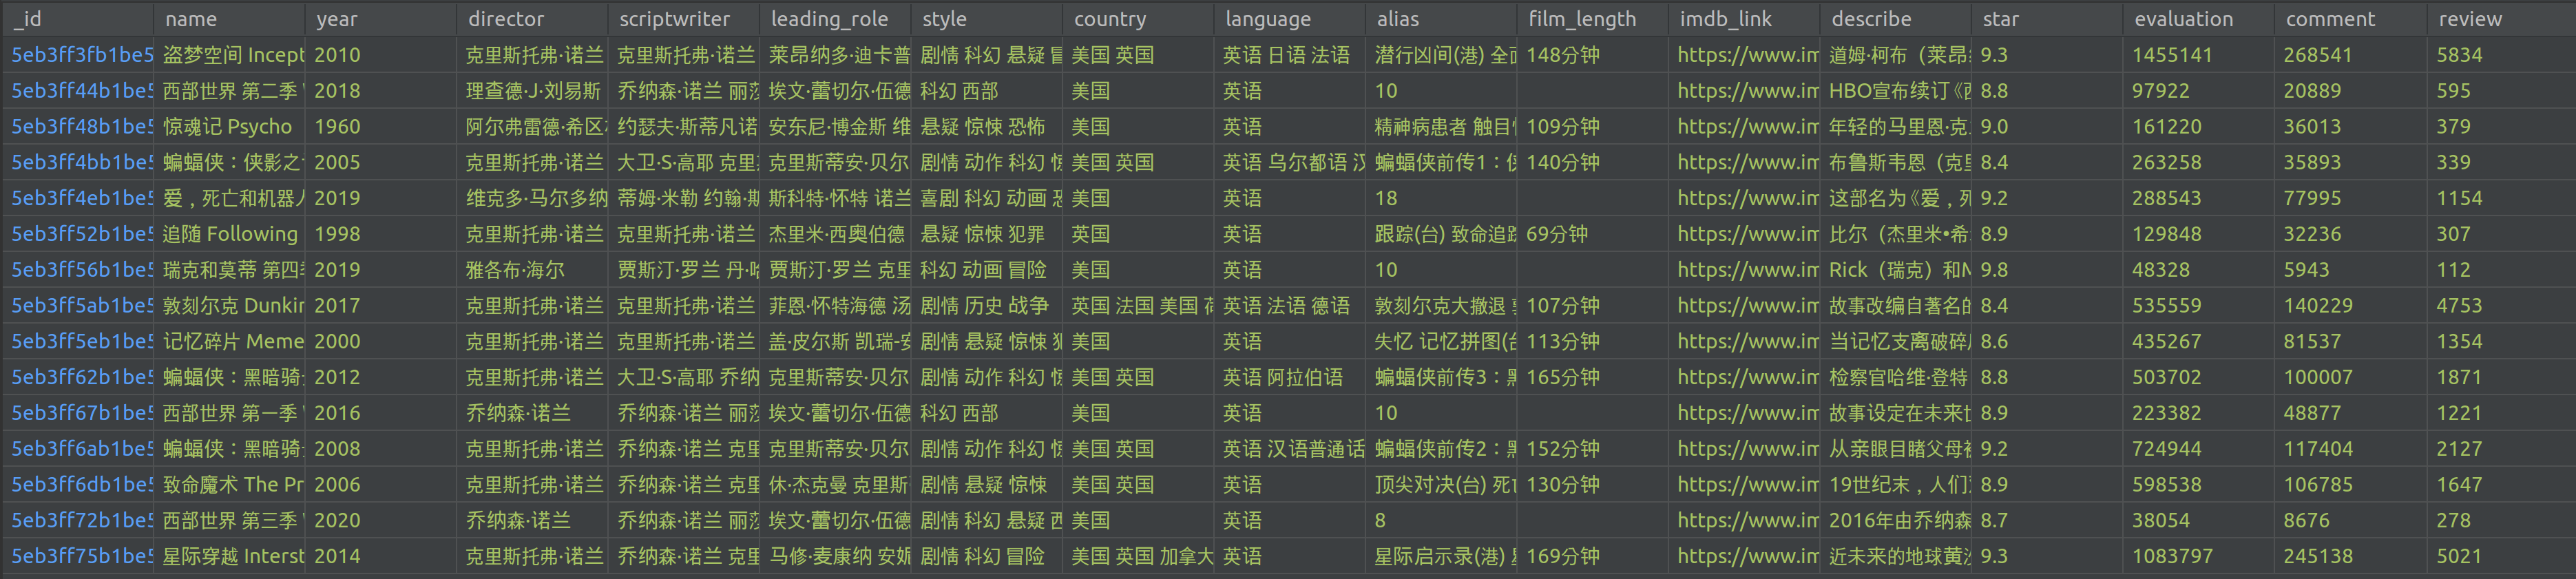 _id name year director scriptwriter leading_role style country language alias film_length imdb_link describe star evaluation comment review
5eb3ff3fb1be5 盗梦空间 Incept 2010 克里斯托弗·诺兰 克里斯托弗·诺兰 莱昂纳多·迪卡普 剧情 科幻 悬疑 美国 英国 英语 日语 法语 潜行凶间(港) 全 148分钟 https://www.im 道姆·柯布（莱昂 9.3 1455141 268541 5834
5eb3ff44b1be5 西部世界 第二季 2018 理查德·J·刘易斯 乔纳森·诺兰 丽 埃文·蕾切尔·伍德 科幻 西部 美国 英语 10 https://www.im HBO宣布续订《 8.8 97922 20889 595
5eb3ff48b1be5 惊魂记 Psycho 1960 阿尔弗雷德·希区 约瑟夫·斯蒂凡诺 安东尼·博金斯 维 悬疑 惊悚 恐怖 美国 英语 精神病患者 触目 109分钟 https://www.im 年轻的马里恩·克 9.0 161220 36013 379
5eb3ff4bb1be5 蝙蝠侠：侠影之 2005 克里斯托弗·诺兰 大卫·S·高耶 克里 克里斯蒂安·贝尔 剧情 动作 科幻 美国 英国 英语 乌尔都语 蝙蝠侠前传1： 140分钟 https://www.im 布鲁斯韦恩（克 8.4 263258 35893 339
5eb3ff4eb1be5 爱，死亡和机器 2019 维克多·马尔多纳 蒂姆·米勒 约翰·斯 斯科特·怀特 诺兰 喜剧 科幻 动画 美国 英语 18 https://www.im 这部名为《爱，死 9.2 288543 77995 1154
5eb3ff52b1be5 追随 Following 1998 克里斯托弗·诺兰 克里斯托弗·诺兰 杰里米·西奥伯德 悬疑 惊悚 犯罪 英国 英语 跟踪(台) 致命追 69分钟 https://www.im 比尔（杰里米•希 8.9 129848 32236 307
5eb3ff56b1be5 瑞克和莫蒂 第四 2019 雅各布·海尔 贾斯汀·罗兰 丹· 贾斯汀·罗兰 克里 科幻 动画 冒险 美国 英语 10 https://www.im Rick（瑞克）和 9.8 48328 5943 112
5eb3ff5ab1be5 敦刻尔克 Dunkir 2017 克里斯托弗·诺兰 克里斯托弗·诺兰 菲恩·怀特海德 汤 剧情 历史 战争 英国 法国 美国 英语 法语 德语 敦刻尔克大撤退 107分钟 https://www.im 故事改编自著名的 8.4 535559 140229 4753
5eb3ff5eb1be5 记忆碎片 Meme 2000 克里斯托弗·诺兰 克里斯托弗·诺兰 盖·皮尔斯 凯瑞-安 剧情 悬疑 惊悚 美国 英语 失忆 记忆拼图( 113分钟 https://www.im 当记忆支离破碎 8.6 435267 81537 1354
5eb3ff62b1be5 蝙蝠侠：黑暗骑 2012 克里斯托弗·诺兰 大卫·S·高耶 乔纳 克里斯蒂安·贝尔 剧情 动作 科幻 美国 英国 英语 阿拉伯语 蝙蝠侠前传3： 165分钟 https://www.im 检察官哈维·登特 8.8 503702 100007 1871
5eb3ff67b1be5 西部世界 第一季 2016 乔纳森·诺兰 乔纳森·诺兰 丽 埃文·蕾切尔·伍德 科幻 西部 美国 英语 10 https://www.im 故事设定在未来 8.9 223382 48877 1221
5eb3ff6ab1be5 蝙蝠侠：黑暗骑 2008 克里斯托弗·诺兰 乔纳森·诺兰 克里 克里斯蒂安·贝尔 剧情 动作 科幻 美国 英国 英语 汉语普通话 蝙蝠侠前传2： 152分钟 https://www.im 从亲眼目睹父母 9.2 724944 117404 2127
5eb3ff6db1be5 致命魔术 The Pr 2006 克里斯托弗·诺兰 乔纳森·诺兰 克里 休·杰克曼 克里斯 剧情 悬疑 惊悚 美国 英国 英语 顶尖对决(台) 死 130分钟 https://www.im 19世纪末，人们 8.9 598538 106785 1647
5eb3ff72b1be5 西部世界 第三季 2020 乔纳森·诺兰 乔纳森·诺兰 丽 埃文·蕾切尔·伍德 剧情 科幻 悬疑 西 美国 英语 8 https://www.im 2016年由乔纳森 8.7 38054 8676 278
5eb3ff75b1be5 星际穿越 Interst 2014 克里斯托弗·诺兰 乔纳森·诺兰 克里 马修·麦康纳 安妮 剧情 科幻 冒险 美国 英国 加拿大 英语 星际启示录(港) 169分钟 https://www.im 近未来的地球黄沙 9.3 1083797 245138 5021